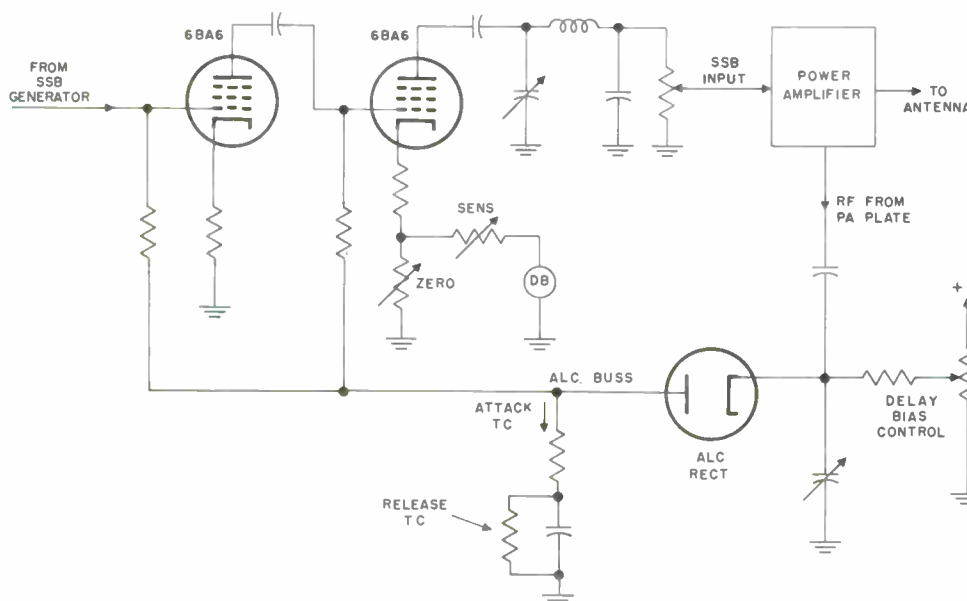 6BA6
6BA6
FROM
SSB
GENERATOR
SSB
INPUT
POWER
AMPLIFIER
TO
ANTENNA
RF FROM
PA PLATE
SENS
ZERO
DB
+
ALC. BUSS
ATTACK
TC
ALC
RECT
DELAY
BIAS
CONTROL
RELEASE
TC